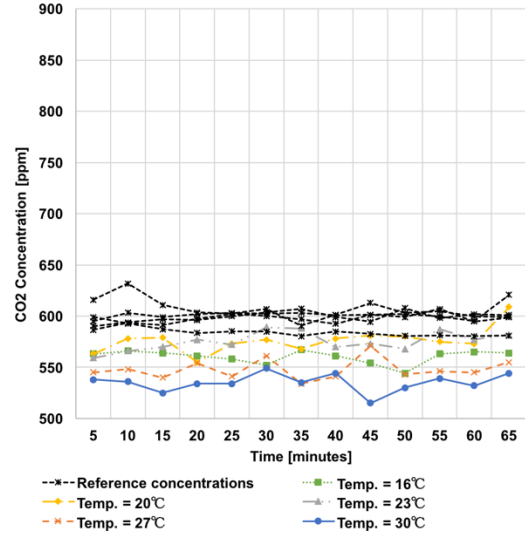 900
850
800
750
700
650
600
550
500
CO2 Concentration [ppm]
5 10 15 20 25 30 35 40 45 50 55 60 65
Time [minutes]
Reference concentrations
Temp. = 16℃
Temp. = 20℃
Temp. = 23℃
Temp. = 27℃
Temp. = 30℃